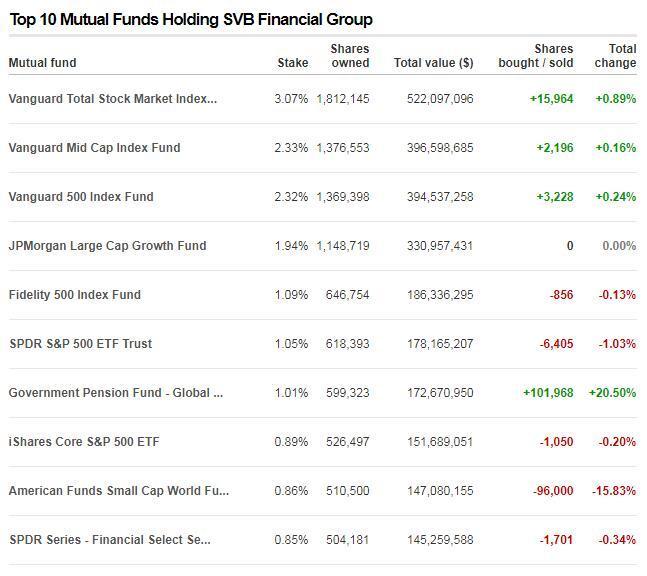 Top 10 Mutual Funds Holding SVB Financial Group
Mutual fund Stake Shares owned Total value ($) Shares bought / sold Total change
Vanguard Total Stock Market Index... 3.07% 1,812,145 522,097,096 +15,964 +0.89%
Vanguard Mid Cap Index Fund 2.33% 1,376,553 396,598,685 +2,196 +0.16%
Vanguard 500 Index Fund 2.32% 1,369,398 394,537,258 +3,228 +0.24%
JPMorgan Large Cap Growth Fund 1.94% 1,148,719 330,957,431 0 0.00%
Fidelity 500 Index Fund 1.09% 646,754 186,336,295 -856 -0.13%
SPDR S&P 500 ETF Trust 1.05% 618,393 178,165,207 -6,405 -1.03%
Government Pension Fund - Global ... 1.01% 599,323 172,670,950 +101,968 +20.50%
iShares Core S&P 500 ETF 0.89% 526,497 151,689,051 -1,050 -0.20%
American Funds Small Cap World Fu... 0.86% 510,500 147,080,155 -96,000 -15.83%
SPDR Series - Financial Select Se... 0.85% 504,181 145,259,588 -1,701 -0.34%